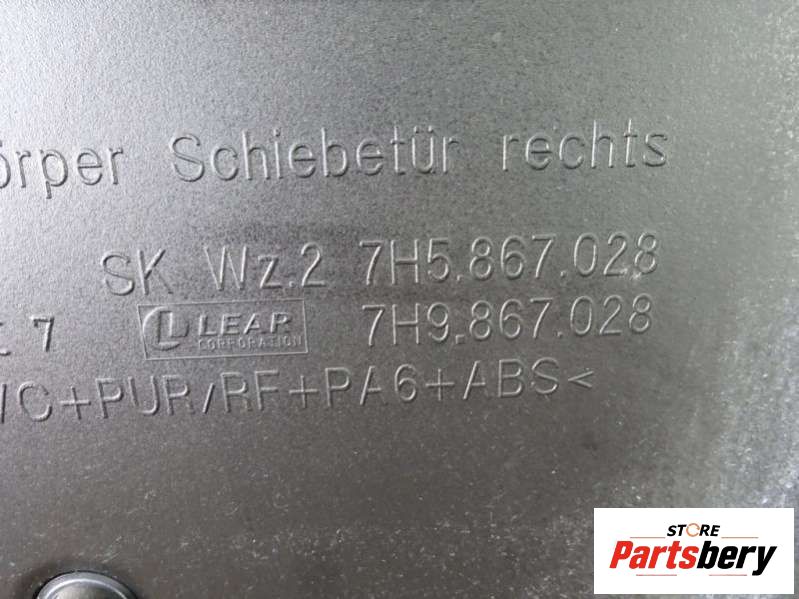 örper Schiebetür rechts
SK Wz.2 7H5.867.028
7 LEAR CORPORATION 7H9.867.028
/C+PUR/RF+PA6+ABS<
STORE
Partsbery